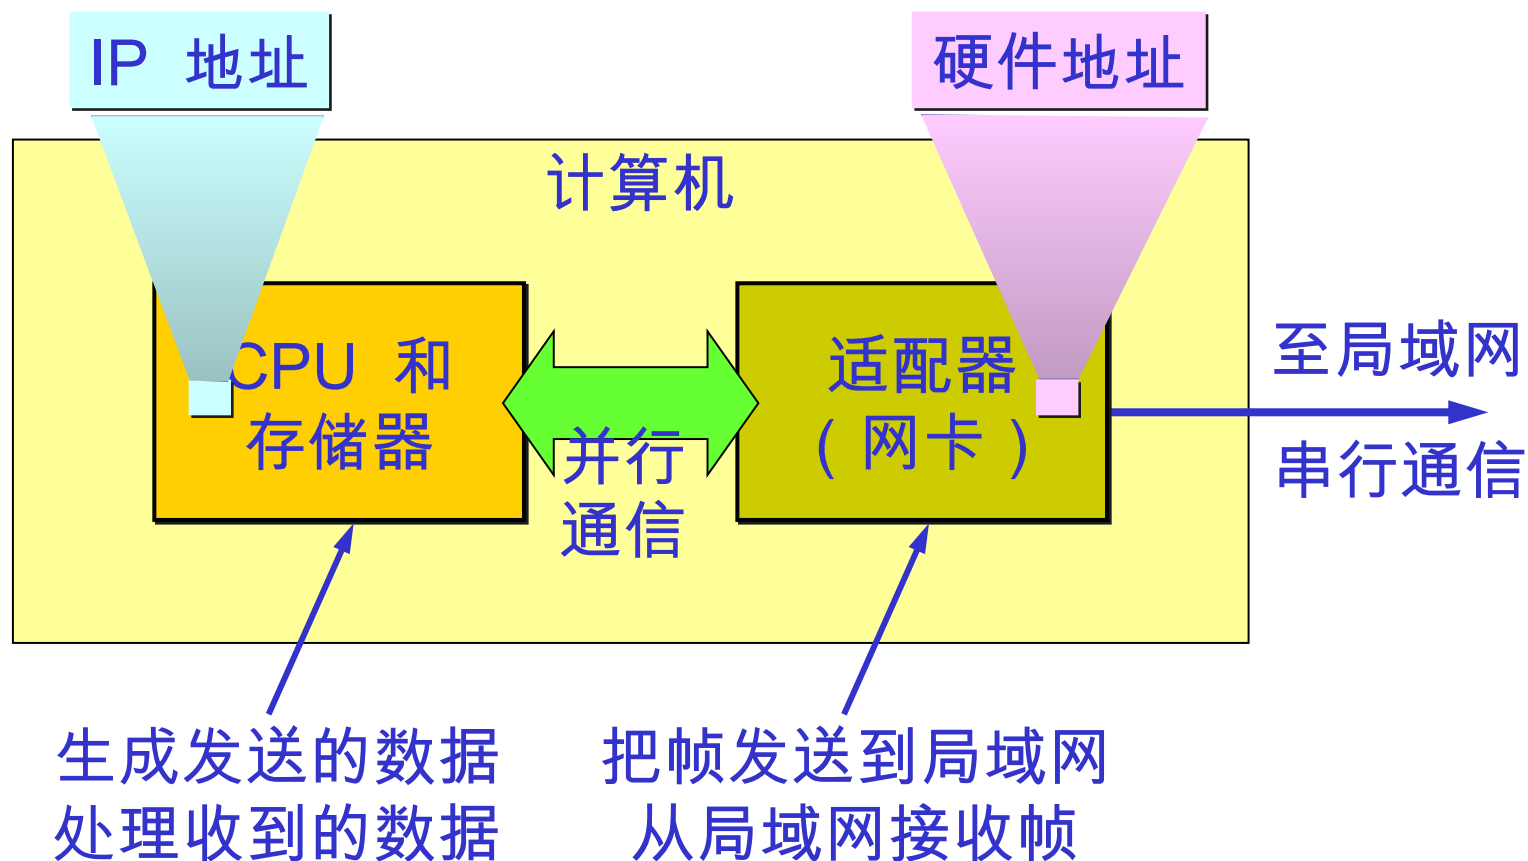 IP 地址
硬件地址
计算机
CPU 和
存储器
并行
通信
适配器
(网卡)
至局域网
串行通信
生成发送的数据
处理收到的数据
把帧发送到局域网
从局域网接收帧